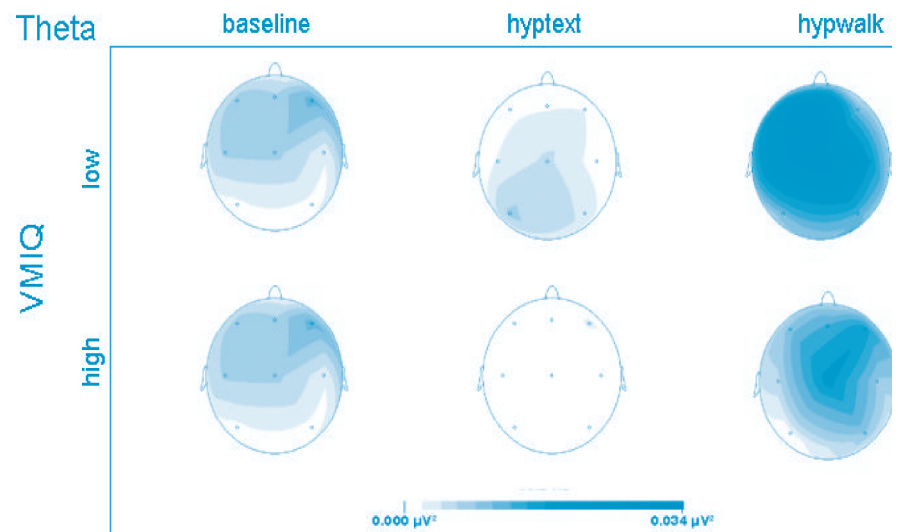 Theta
baseline hyptext hypwalk
VMIQ
low
high
0.000 µV² 0.034 µV²